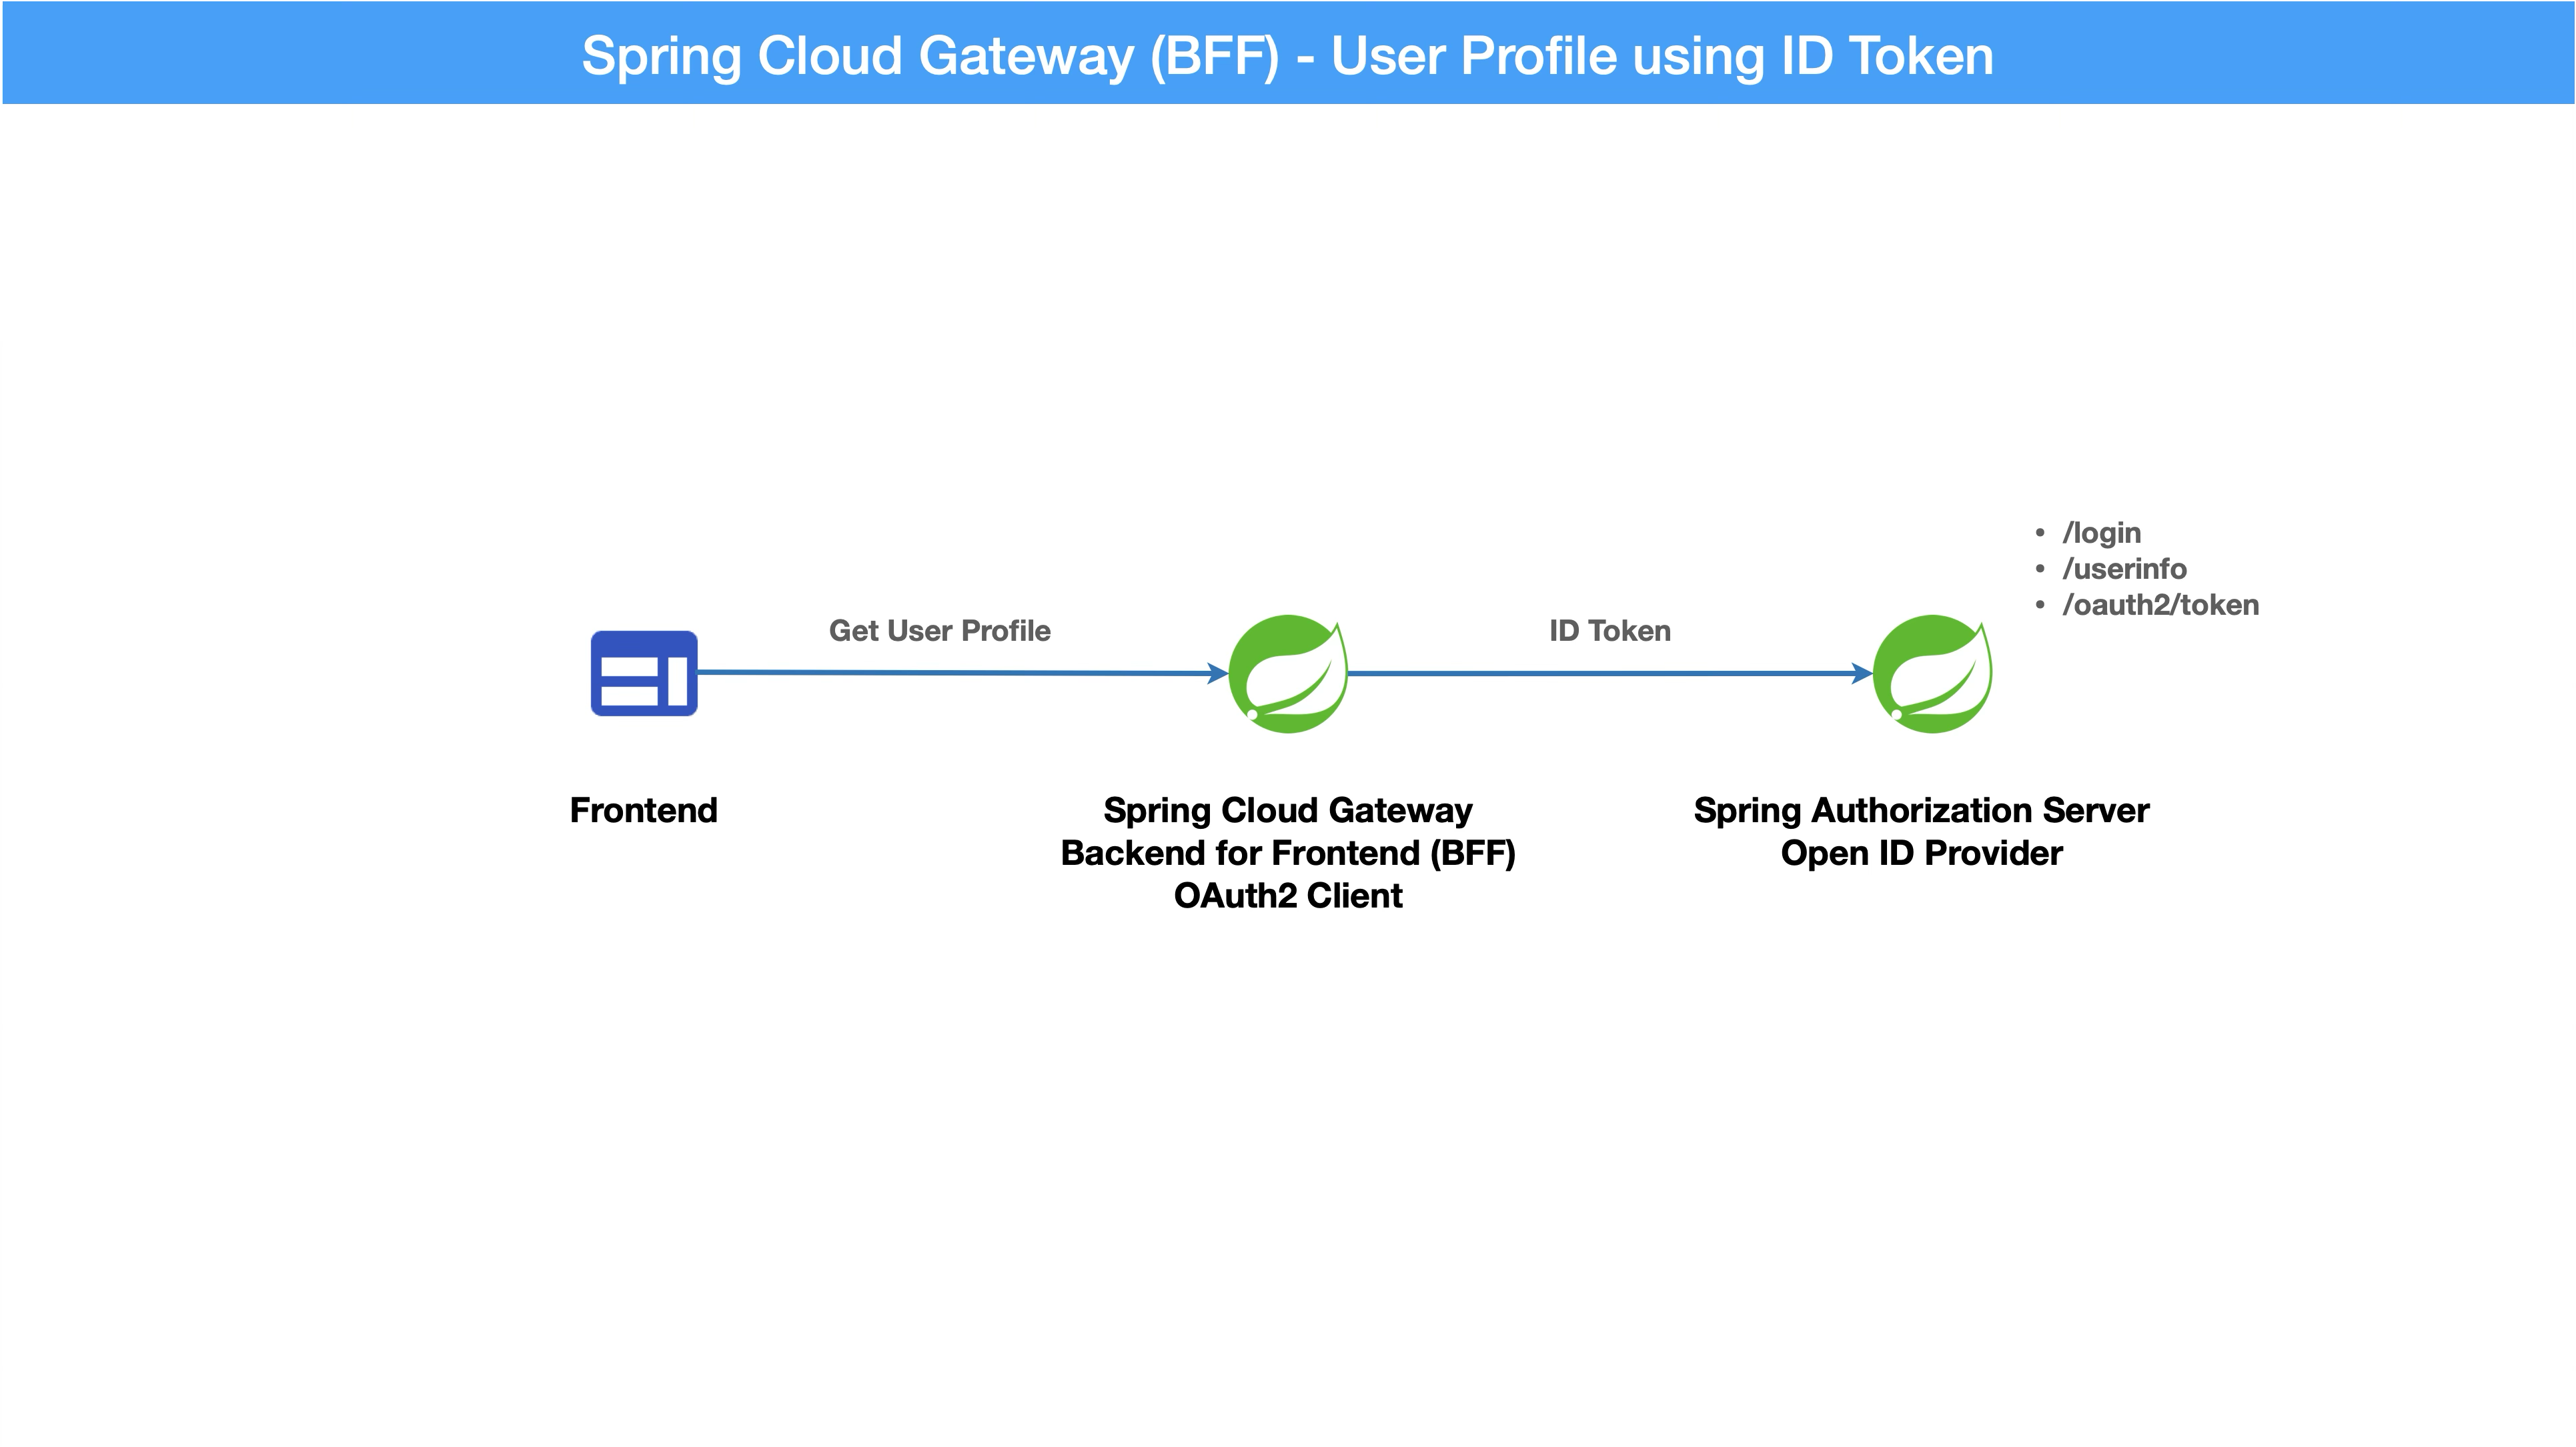 Spring Cloud Gateway (BFF) - User Profile using ID Token
• /login
• /userinfo
• /oauth2/token
Get User Profile
ID Token
Frontend
Spring Cloud Gateway
Backend for Frontend (BFF)
OAuth2 Client
Spring Authorization Server
Open ID Provider